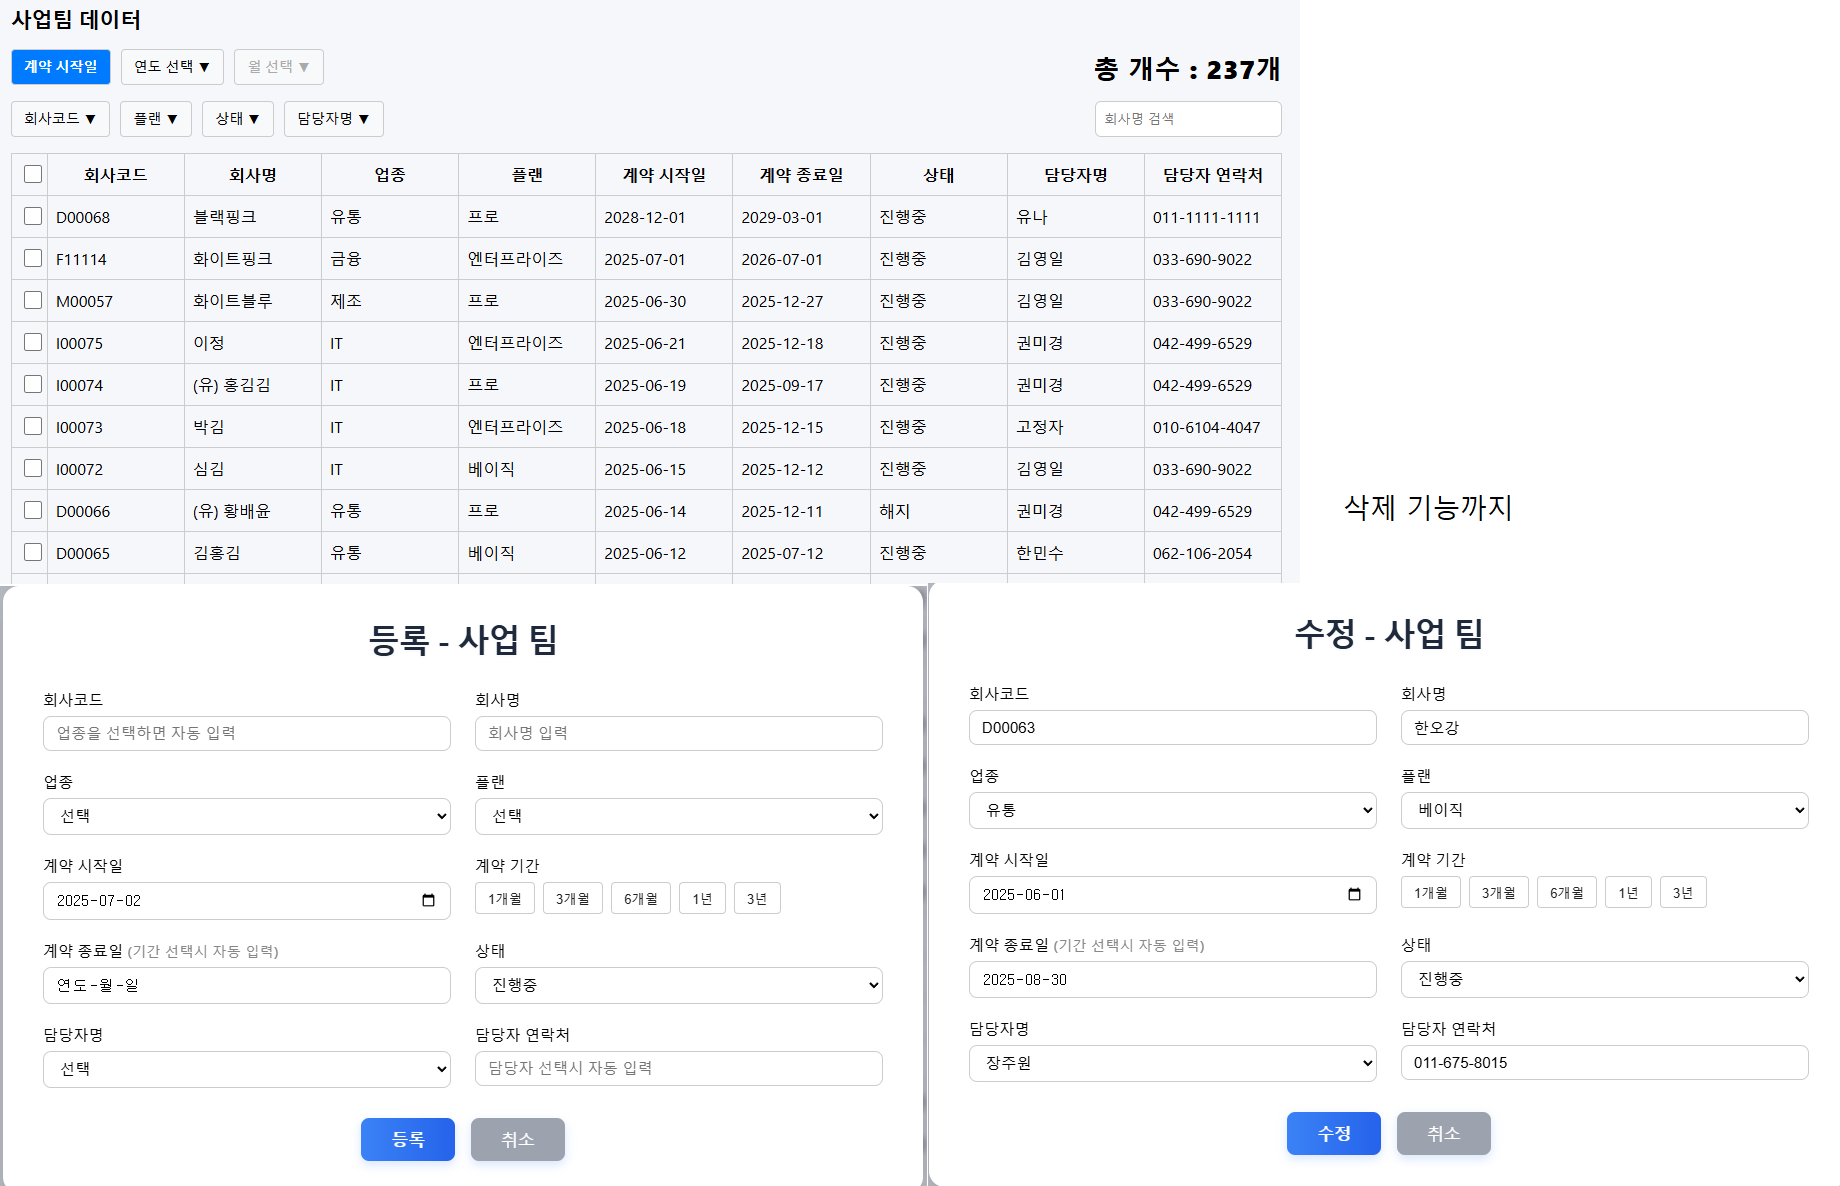 사업팀 데이터
계약 시작일 연도 선택 ▼ 월 선택 ▼ 총 개수 : 237개
회사코드 ▼ 플랜 ▼ 상태 ▼ 담당자명 ▼ 회사명 검색
회사코드 회사명 업종 플랜 계약 시작일 계약 종료일 상태 담당자명 담당자 연락처
D00068 블랙핑크 유통 프로 2028-12-01 2029-03-01 진행중 유나 011-1111-1111
F11114 화이트핑크 금융 엔터프라이즈 2025-07-01 2026-07-01 진행중 김영일 033-690-9022
M00057 화이트블루 제조 프로 2025-06-30 2025-12-27 진행중 김영일 033-690-9022
I00075 이정 IT 엔터프라이즈 2025-06-21 2025-12-18 진행중 권미경 042-499-6529
I00074 (유) 홍김김 IT 프로 2025-06-19 2025-09-17 진행중 권미경 042-499-6529
I00073 박김 IT 엔터프라이즈 2025-06-18 2025-12-15 진행중 고정자 010-6104-4047
I00072 심김 IT 베이직 2025-06-15 2025-12-12 진행중 김영일 033-690-9022
D00066 (유) 황배윤 유통 프로 2025-06-14 2025-12-11 해지 권미경 042-499-6529
D00065 김홍김 유통 베이직 2025-06-12 2025-07-12 진행중 한민수 062-106-2054
삭제 기능까지
등록 - 사업 팀
회사코드 회사명
업종을 선택하면 자동 입력 회사명 입력
업종 플랜
선택 선택
계약 시작일 계약 기간
2025-07-02 1개월 3개월 6개월 1년 3년
계약 종료일 (기간 선택시 자동 입력) 상태
연도-월-일 진행중
담당자명 담당자 연락처
선택 담당자 선택시 자동 입력
등록 취소
수정 - 사업 팀
회사코드 회사명
D00063 한오강
업종 플랜
유통 베이직
계약 시작일 계약 기간
2025-06-01 1개월 3개월 6개월 1년 3년
계약 종료일 (기간 선택시 자동 입력) 상태
2025-08-30 진행중
담당자명 담당자 연락처
장주원 011-675-8015
수정 취소